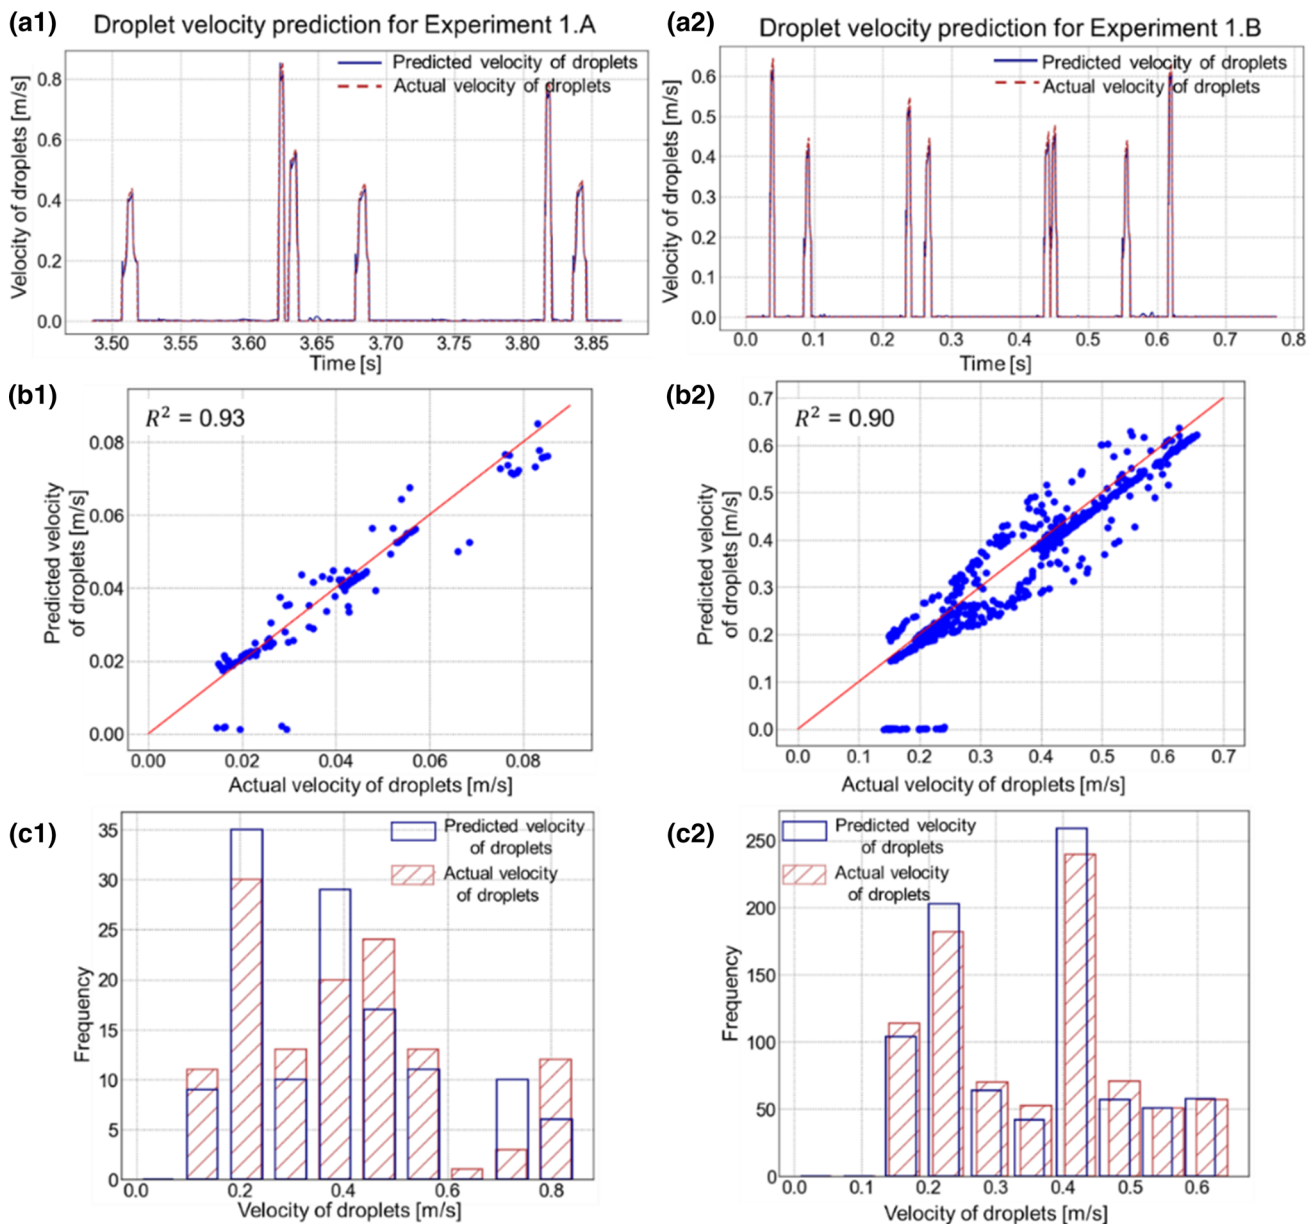 (a1)
Droplet velocity prediction for Experiment 1.A
Predicted velocity of droplets
Actual velocity of droplets
Velocity of droplets [m/s]
0.8
0.6
0.4
0.2
0.0
3.50 3.55 3.60 3.65 3.70 3.75 3.80 3.85
Time [s]
(a2)
Droplet velocity prediction for Experiment 1.B
Predicted velocity of droplets
Actual velocity of droplets
Velocity of droplets [m/s]
0.6
0.5
0.4
0.3
0.2
0.1
0.0
0.0 0.1 0.2 0.3 0.4 0.5 0.6 0.7 0.8
Time [s]
(b1)
R² = 0.93
Predicted velocity
of droplets [m/s]
0.08
0.06
0.04
0.02
0.00
0.00 0.02 0.04 0.06 0.08
Actual velocity of droplets [m/s]
(b2)
R² = 0.90
Predicted velocity
of droplets [m/s]
0.7
0.6
0.5
0.4
0.3
0.2
0.1
0.0
0.0 0.1 0.2 0.3 0.4 0.5 0.6 0.7
Actual velocity of droplets [m/s]
(c1)
Predicted velocity
of droplets
Actual velocity
of droplets
Frequency
35
30
25
20
15
10
5
0
0.0 0.2 0.4 0.6 0.8
Velocity of droplets [m/s]
(c2)
Predicted velocity
of droplets
Actual velocity
of droplets
Frequency
250
200
150
100
50
0
0.0 0.1 0.2 0.3 0.4 0.5 0.6
Velocity of droplets [m/s]